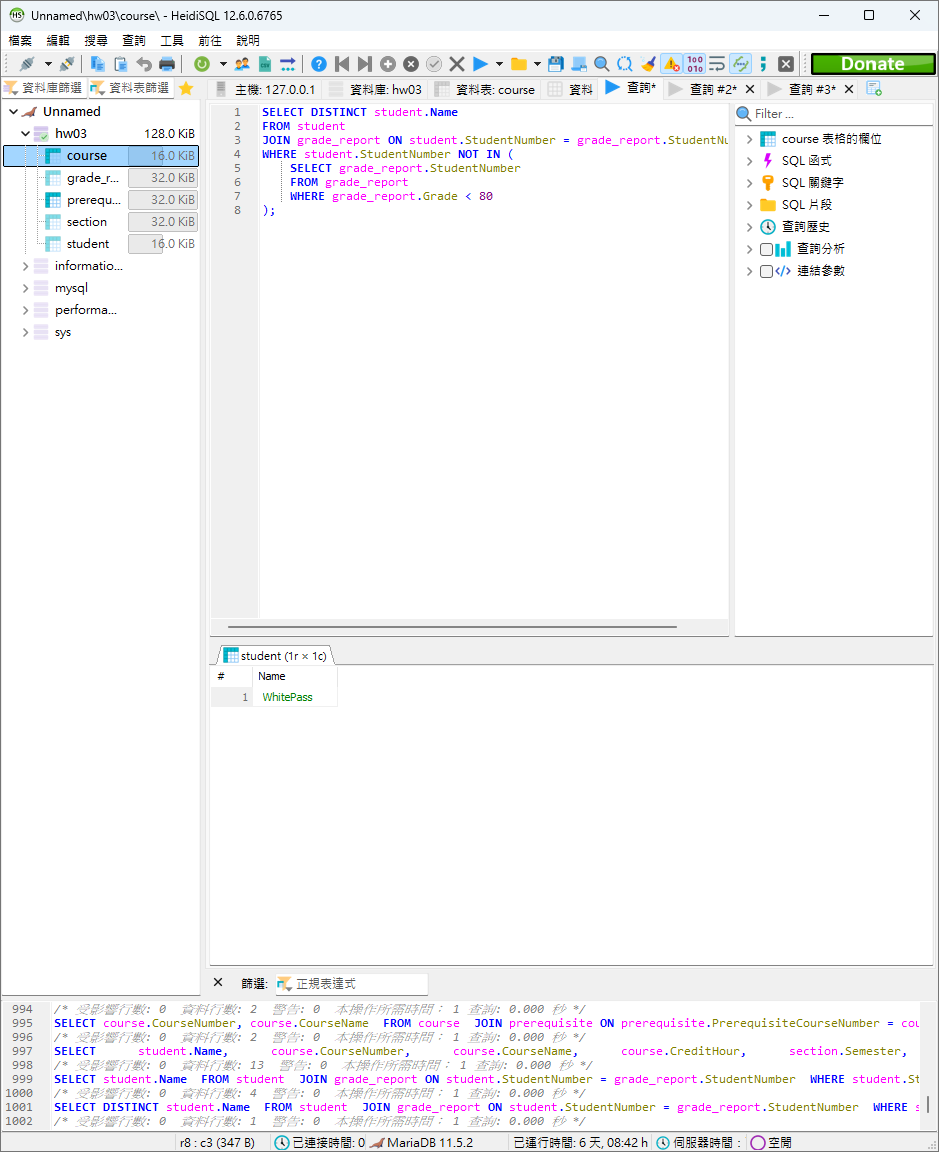 Unnamed\hw03\course\ - HeidiSQL 12.6.0.6765
檔案 編輯 搜尋 查詢 工具 前往 說明
Donate
資料庫篩選 資料表篩選 主機: 127.0.0.1 資料庫: hw03 資料表: course 資料 查詢* 查詢 #2* 查詢 #3*
Unnamed
hw03 128.0 KiB
course 16.0 KiB
grade_r... 32.0 KiB
prerequ... 32.0 KiB
section 32.0 KiB
student 16.0 KiB
informatio...
mysql
performa...
sys
1 SELECT DISTINCT student.Name
2 FROM student
3 JOIN grade_report ON student.StudentNumber = grade_report.StudentNu
4 WHERE student.StudentNumber NOT IN (
5 SELECT grade_report.StudentNumber
6 FROM grade_report
7 WHERE grade_report.Grade < 80
8 );
Filter ...
course 表格的欄位
SQL 函式
SQL 關鍵字
SQL 片段
查詢歷史
查詢分析
連結參數
student (1r × 1c)
# Name
1 WhitePass
篩選: 正規表達式
994 /* 受影響行數: 0 資料行數: 2 警告: 0 本操作所需時間: 1 查詢: 0.000 秒 */
995 SELECT course.CourseNumber, course.CourseName FROM course JOIN prerequisite ON prerequisite.PrerequisiteCourseNumber = cou
996 /* 受影響行數: 0 資料行數: 2 警告: 0 本操作所需時間: 1 查詢: 0.000 秒 */
997 SELECT student.Name, course.CourseNumber, course.CourseName, course.CreditHour, section.Semester,
998 /* 受影響行數: 0 資料行數: 13 警告: 0 本操作所需時間: 1 查詢: 0.000 秒 */
999 SELECT student.Name FROM student JOIN grade_report ON student.StudentNumber = grade_report.StudentNumber WHERE student.St
1000 /* 受影響行數: 0 資料行數: 4 警告: 0 本操作所需時間: 1 查詢: 0.000 秒 */
1001 SELECT DISTINCT student.Name FROM student JOIN grade_report ON student.StudentNumber = grade_report.StudentNumber WHERE s
1002 /* 受影響行數: 0 資料行數: 1 警告: 0 本操作所需時間: 1 查詢: 0.000 秒 */
r8 : c3 (347 B) 已連接時間: 0 MariaDB 11.5.2 已運行時間: 6 天, 08:42 h 伺服器時間: 空閒